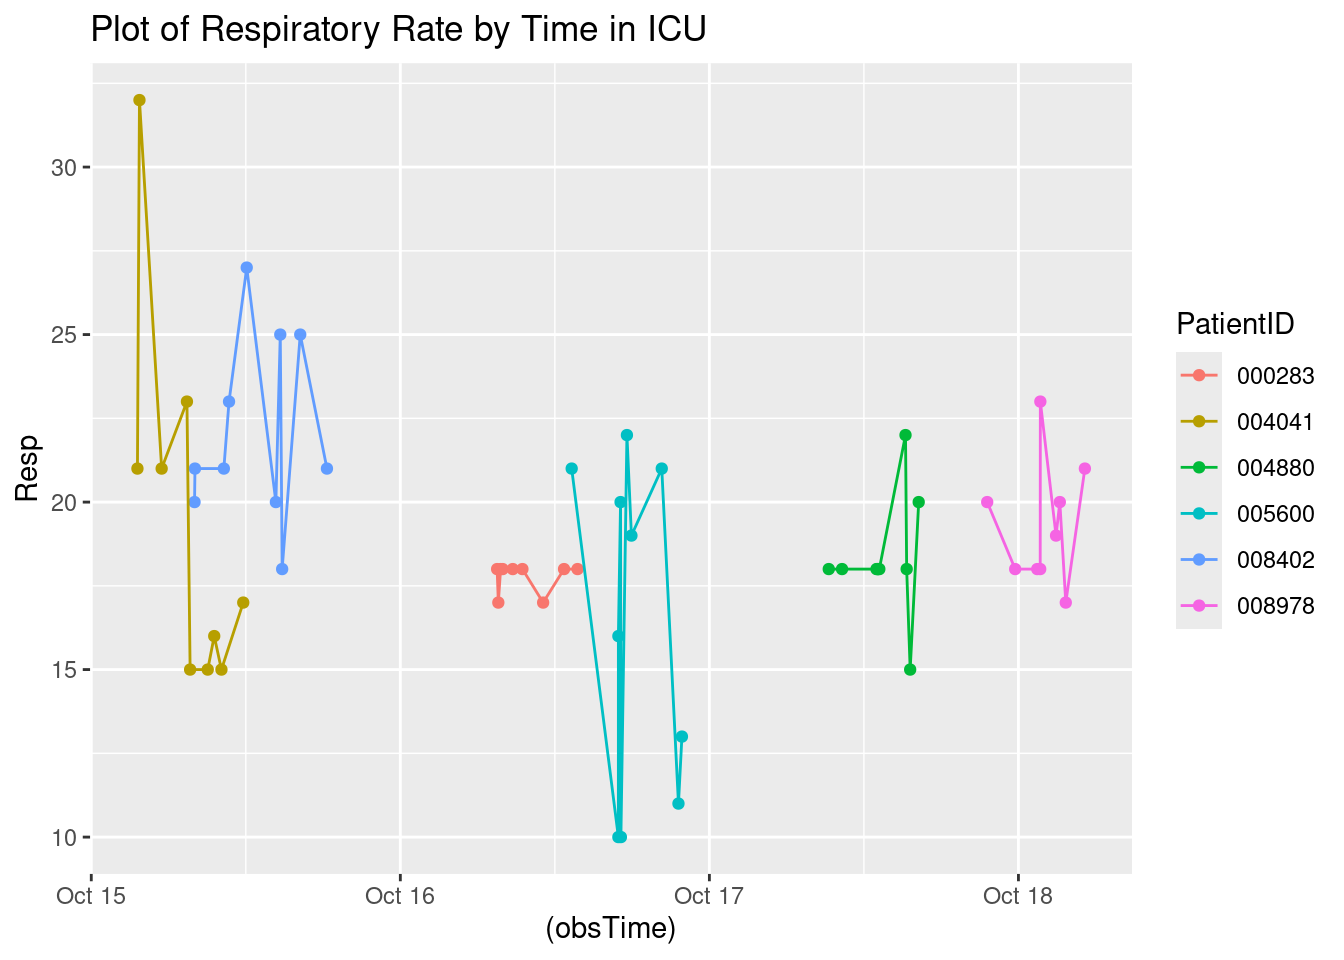 Plot of Respiratory Rate by Time in ICU
Resp
30
25
20
15
10
Oct 15
Oct 16
Oct 17
Oct 18
(obsTime)
PatientID
000283
004041
004880
005600
008402
008978